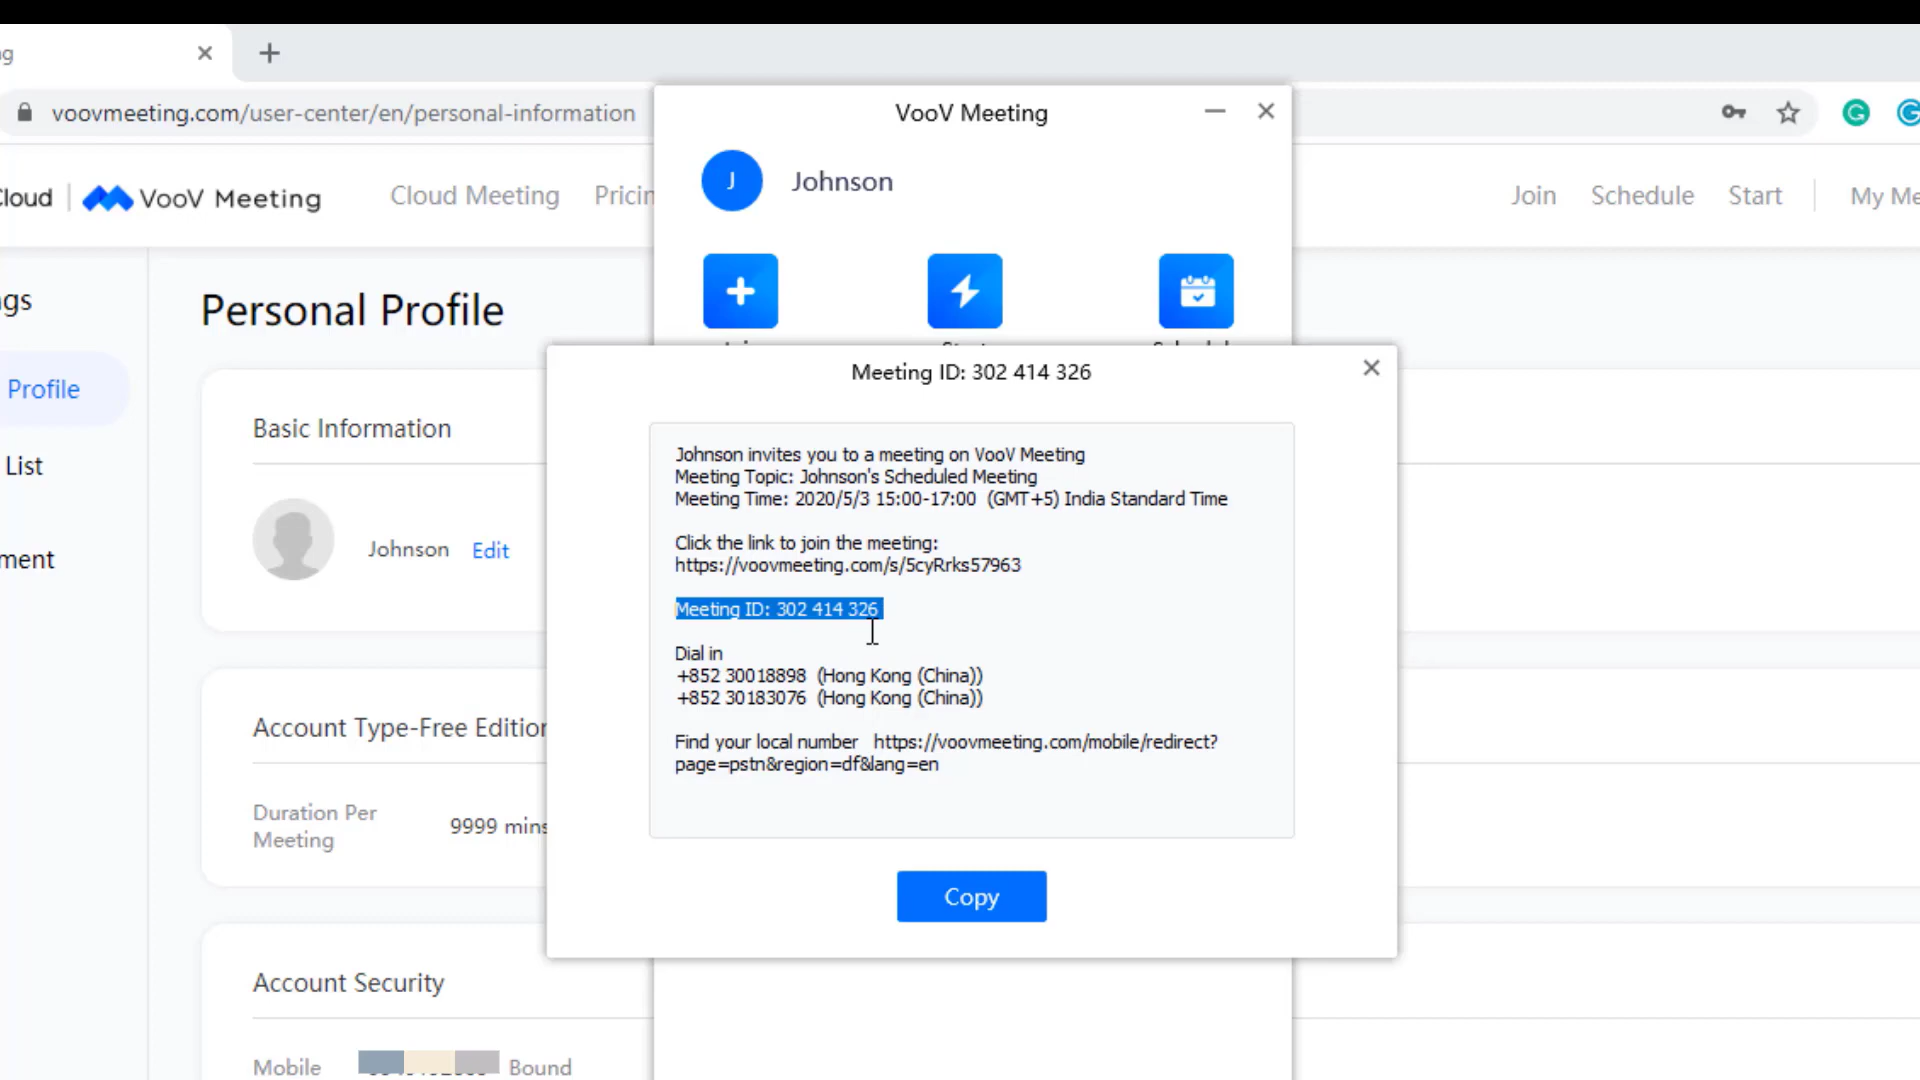 voovmeeting.com/user-center/en/personal-information
VooV Meeting
J
Johnson
VooV Meeting
Cloud Meeting
Join
Schedule
Start
Personal Profile
Profile
List
Basic Information
Johnson
Edit
Account Type-Free Edition
Duration Per
Meeting
9999 mins
Account Security
Mobile
Bound
Meeting ID: 302 414 326
Johnson invites you to a meeting on VooV Meeting
Meeting Topic: Johnson's Scheduled Meeting
Meeting Time: 2020/5/3 15:00-17:00 (GMT+5) India Standard Time
Click the link to join the meeting:
https://voovmeeting.com/s/5cyRrks57963
Meeting ID: 302 414 326
Dial in
+852 30018898 (Hong Kong (China))
+852 30183076 (Hong Kong (China))
Find your local number https://voovmeeting.com/mobile/redirect?
page=pstn&region=df&lang=en
Copy